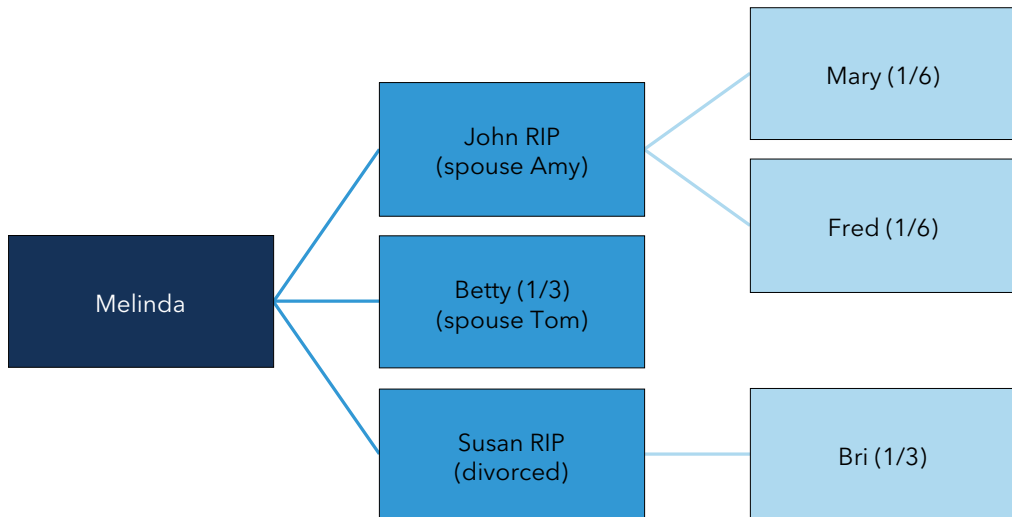 Melinda
John RIP
(spouse Amy)
Betty (1/3)
(spouse Tom)
Susan RIP
(divorced)
Mary (1/6)
Fred (1/6)
Bri (1/3)